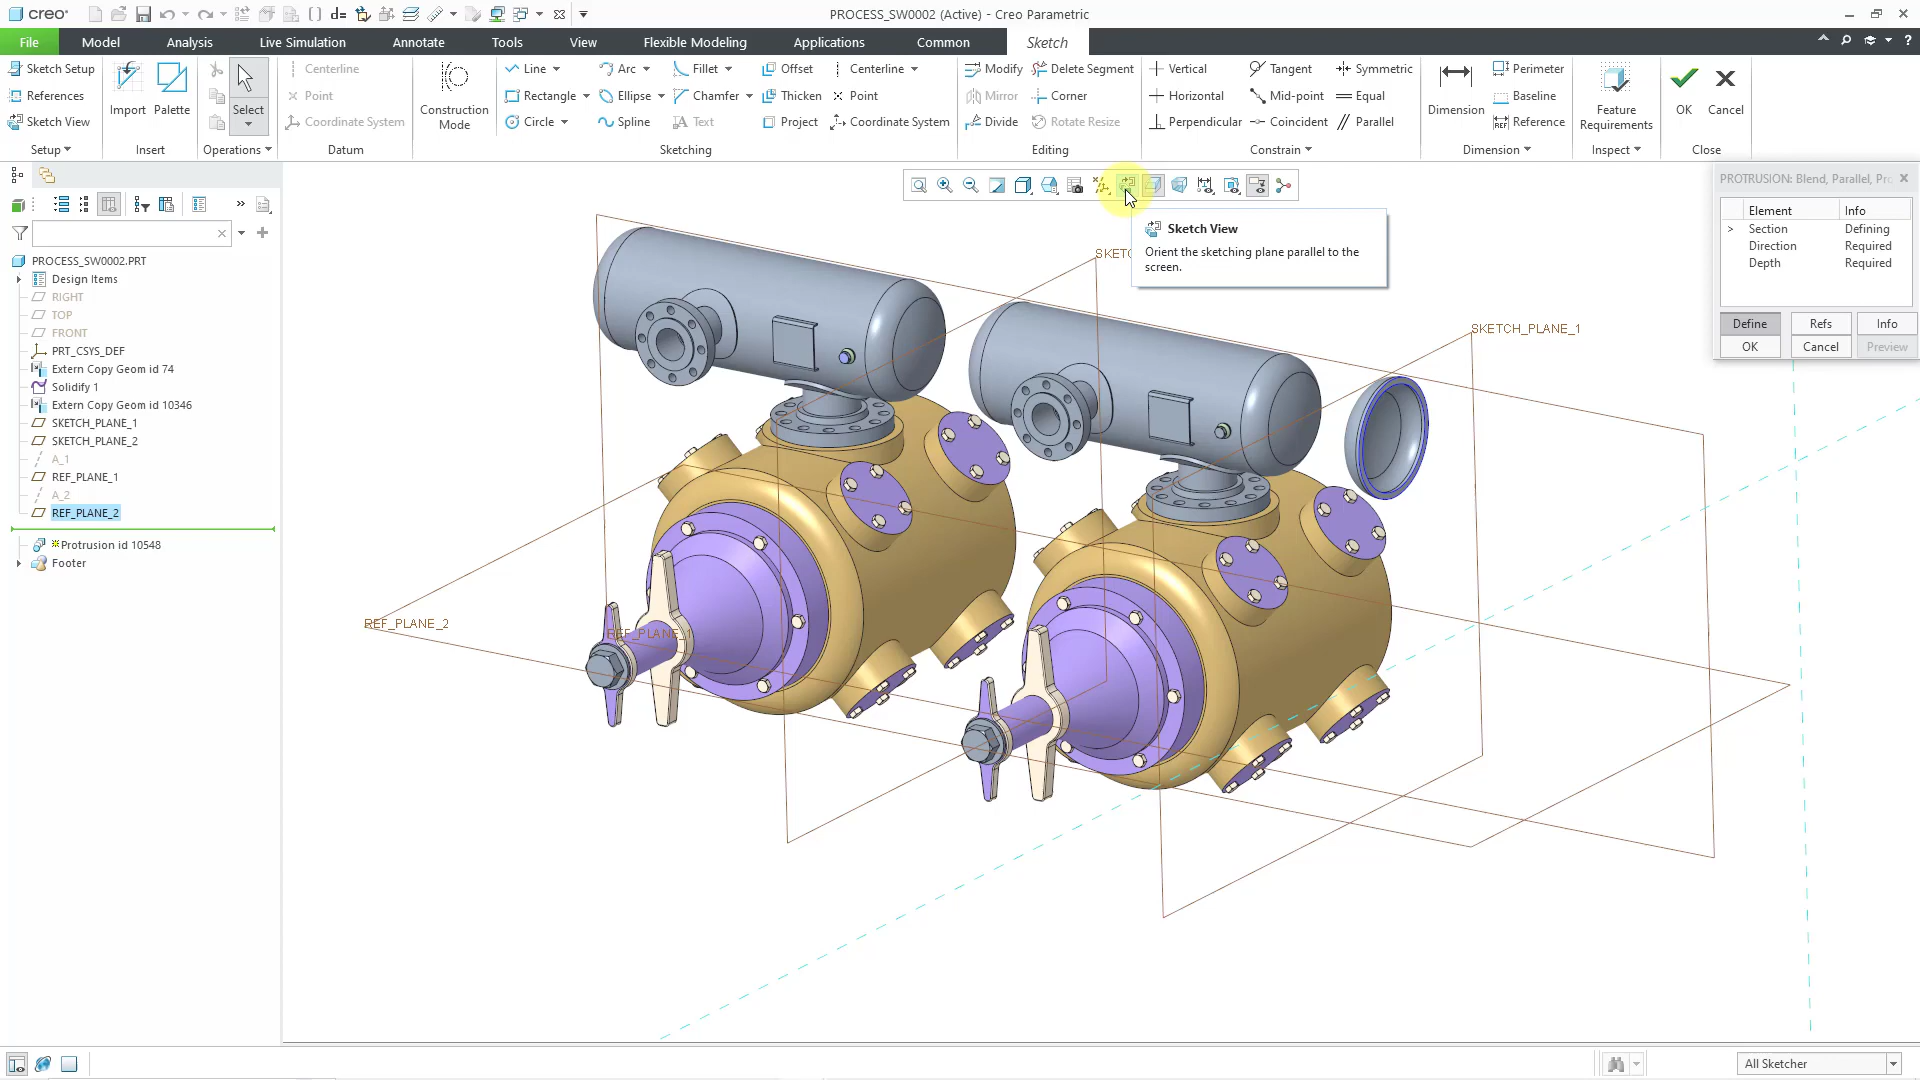 creo PROCESS_SW0002 (Active) - Creo Parametric
File Model Analysis Live Simulation Annotate Tools View Flexible Modeling Applications Common Sketch
Sketch Setup
References
Sketch View
Setup
Import
Palette
Insert
Select
Operations
Centerline
Point
Coordinate System
Datum
Construction
Mode
Line Arc Fillet Offset Centerline
Rectangle Ellipse Chamfer Thicken Point
Circle Spline Text Project Coordinate System
Sketching
Modify Delete Segment
Mirror Corner
Divide Rotate Resize
Editing
Vertical Tangent Symmetric
Horizontal Mid-point Equal
Perpendicular Coincident Parallel
Constrain
Dimension
Perimeter
Baseline
Reference
Dimension
Feature
Requirements
Inspect
OK
Cancel
Close
PROCESS_SW0002.PRT
Design Items
RIGHT
TOP
FRONT
PRT_CSYS_DEF
Extern Copy Geom id 74
Solidify 1
Extern Copy Geom id 10346
SKETCH_PLANE_1
SKETCH_PLANE_2
A_1
REF_PLANE_1
A_2
REF_PLANE_2
Protrusion id 10548
Footer
Sketch View
Orient the sketching plane parallel to the
screen.
SKETC
SKETCH_PLANE_1
REF_PLANE_2
REF_PLANE_1
PROTRUSION: Blend, Parallel, Pr
Element Info
> Section Defining
Direction Required
Depth Required
Define Refs Info
OK Cancel Preview
All Sketcher